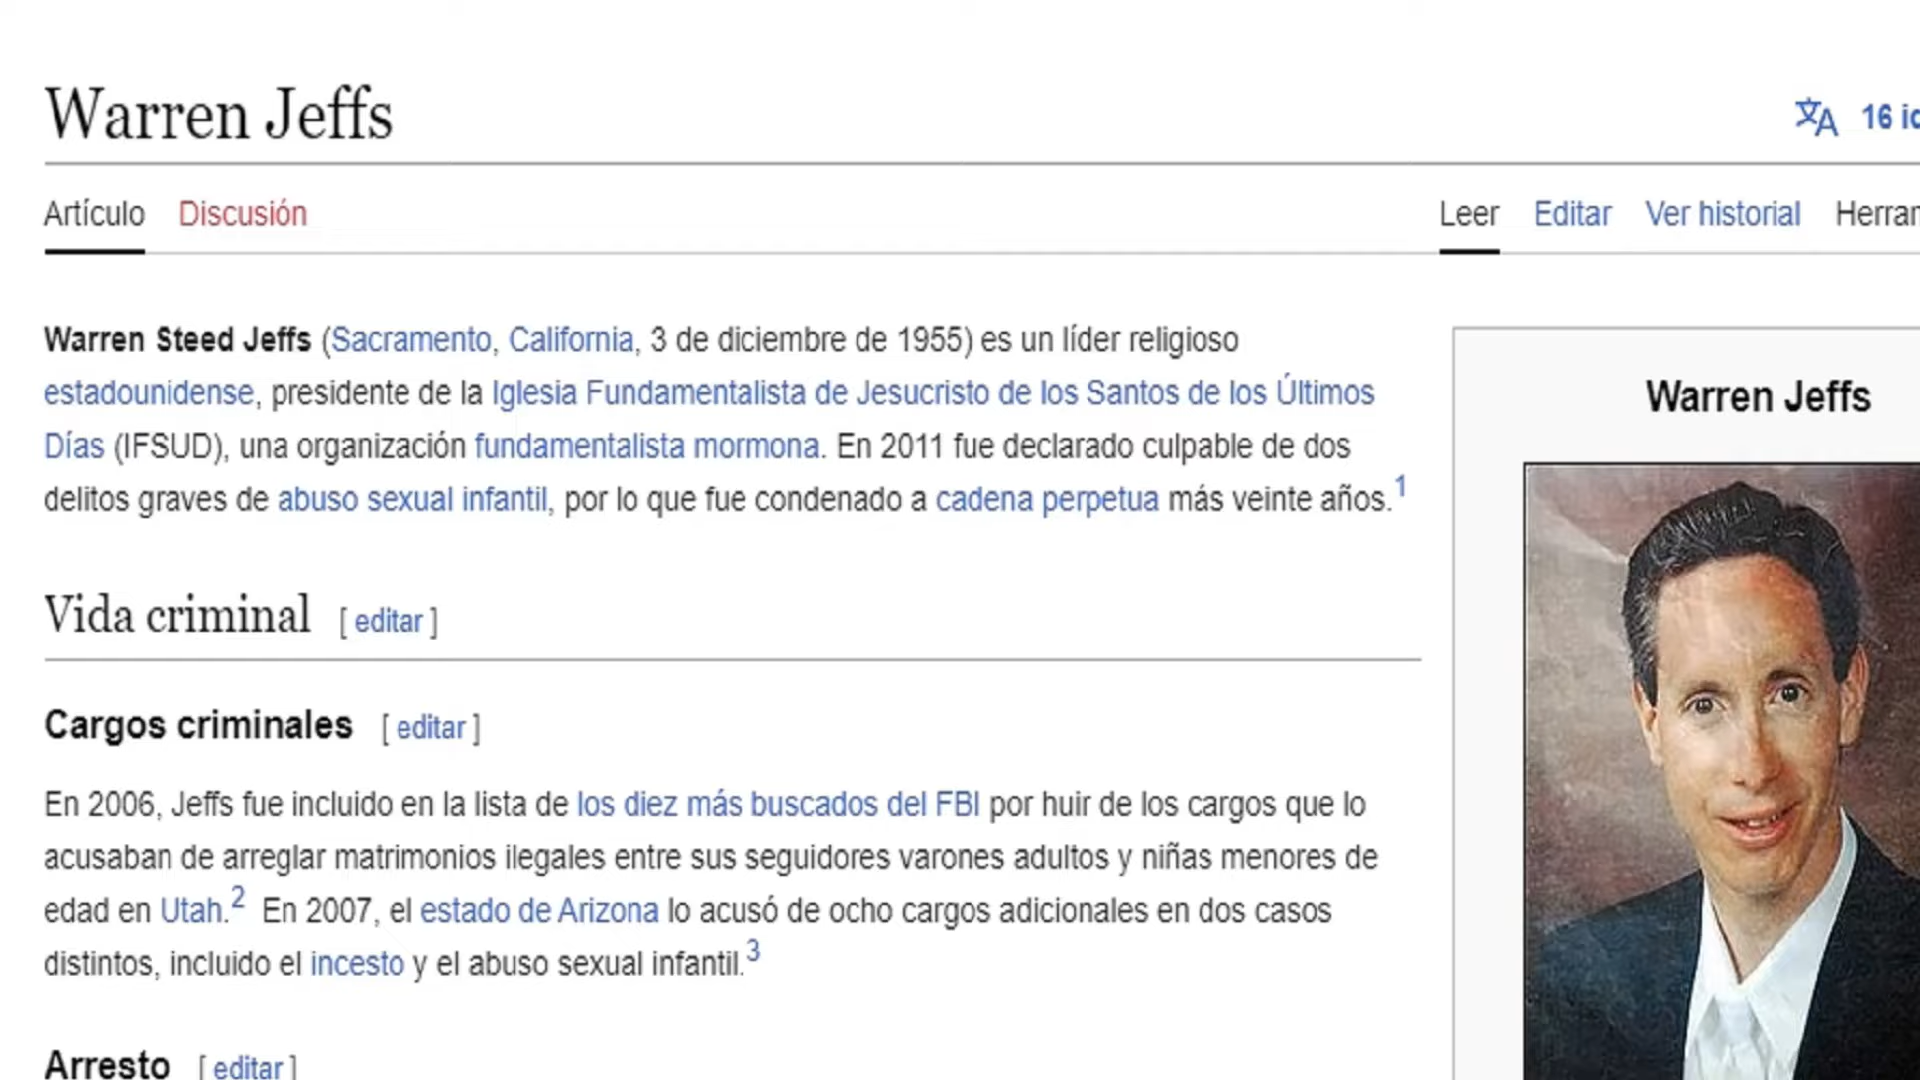 Warren Jeffs
16
Artículo Discusión Leer Editar Ver historial
Warren Steed Jeffs (Sacramento, California, 3 de diciembre de 1955) es un líder religioso
estadounidense, presidente de la Iglesia Fundamentalista de Jesucristo de los Santos de los Últimos
Días (IFSUD), una organización fundamentalista mormona. En 2011 fue declarado culpable de dos
delitos graves de abuso sexual infantil, por lo que fue condenado a cadena perpetua más veinte años.1
Warren Jeffs
Vida criminal [ editar ]
Cargos criminales [ editar ]
En 2006, Jeffs fue incluido en la lista de los diez más buscados del FBI por huir de los cargos que lo
acusaban de arreglar matrimonios ilegales entre sus seguidores varones adultos y niñas menores de
edad en Utah.2 En 2007, el estado de Arizona lo acusó de ocho cargos adicionales en dos casos
distintos, incluido el incesto y el abuso sexual infantil.3
Arresto [ editar ]